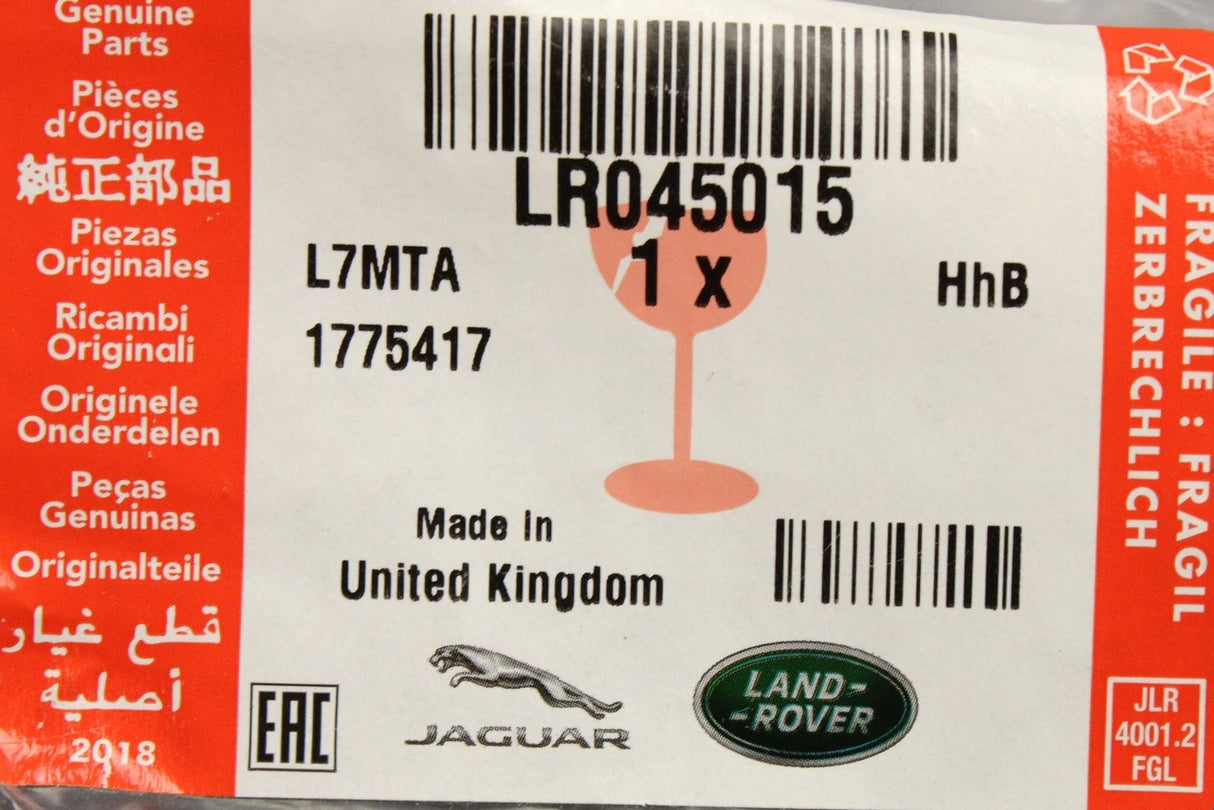 Genuine
Parts
Pièces
d'Origine
純正部品
Piezas
Originales
Ricambi
Originali
Originele
Onderdelen
Peças
Genuinas
Originalteile
قطع غيار
أصلية
2018
LR045015
1 x
L7MTA
HhB
1775417
Made in
United Kingdom
EAC
JAGUAR
LAND-
-ROVER
FRAGILE : FRAGIL
ZERBRECHLICH
JLR
4001.2
FGL